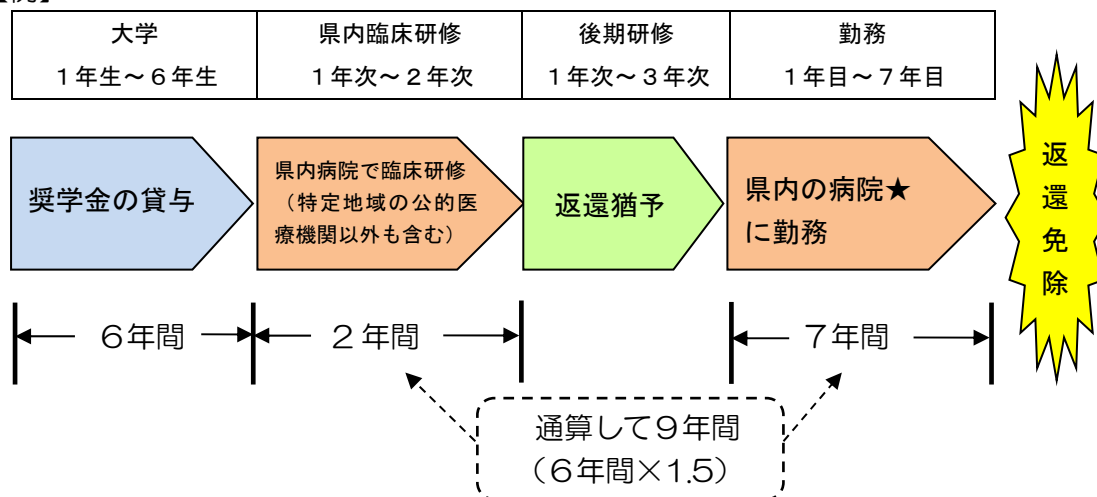 大学
1年生～6年生
県内臨床研修
1年次～2年次
後期研修
1年次～3年次
勤務
1年目～7年目
奨学金の貸与
県内病院で臨床研修
（特定地域の公的医
療機関以外も含む）
返還猶予
県内の病院★
に勤務
返還免除
6年間
2年間
7年間
通算して9年間
（6年間×1.5）